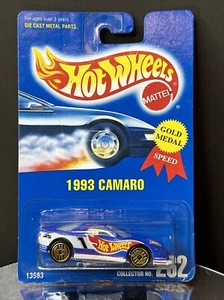 For ages over 3 years.
DIE CAST METAL PARTS.
Hot Wheels
MATTEL
GOLD
MEDAL
SPEED
1993 CAMARO
Hot Wheels
13583
COLLECTOR NO. 262